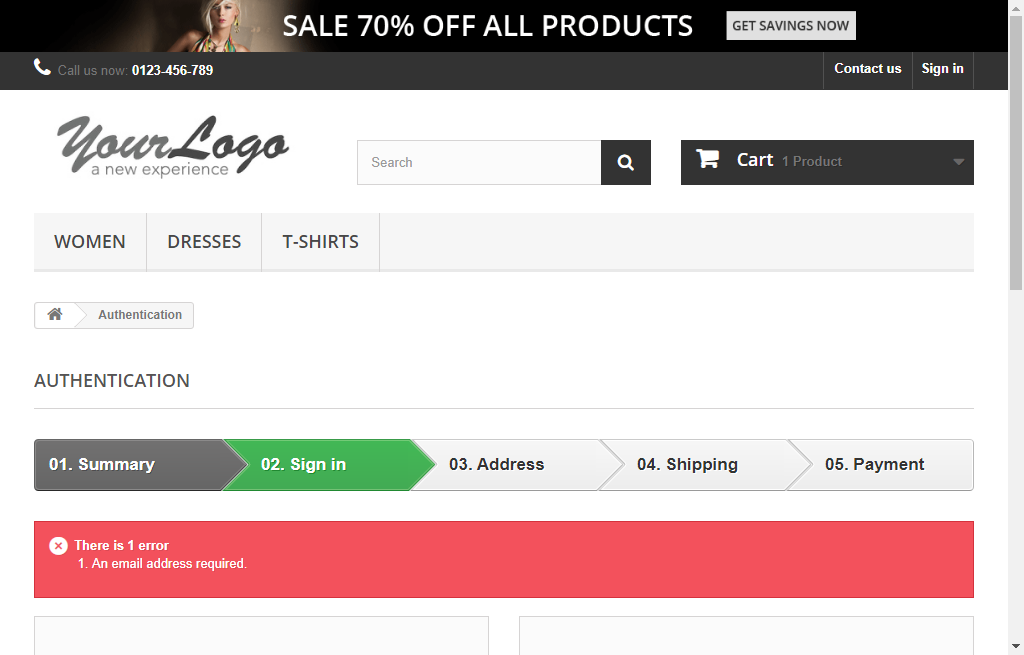 SALE 70% OFF ALL PRODUCTS
GET SAVINGS NOW
Call us now: 0123-456-789
Contact us
Sign in
YourLogo
a new experience
Search
Cart 1 Product
WOMEN
DRESSES
T-SHIRTS
Authentication
AUTHENTICATION
01. Summary
02. Sign in
03. Address
04. Shipping
05. Payment
There is 1 error
1. An email address required.